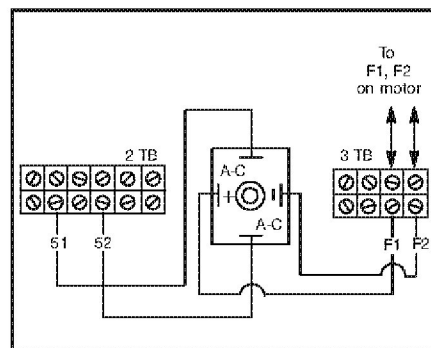 To
F1, F2
on motor
2 TB
3 TB
A-C
+
A-C
51
52
F1
F2